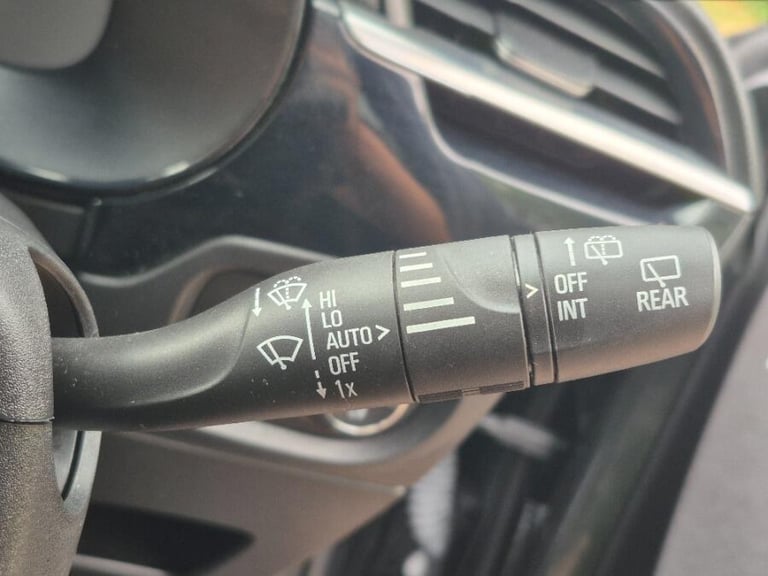 HI
LO
AUTO >
OFF
1x
>
OFF
INT
REAR